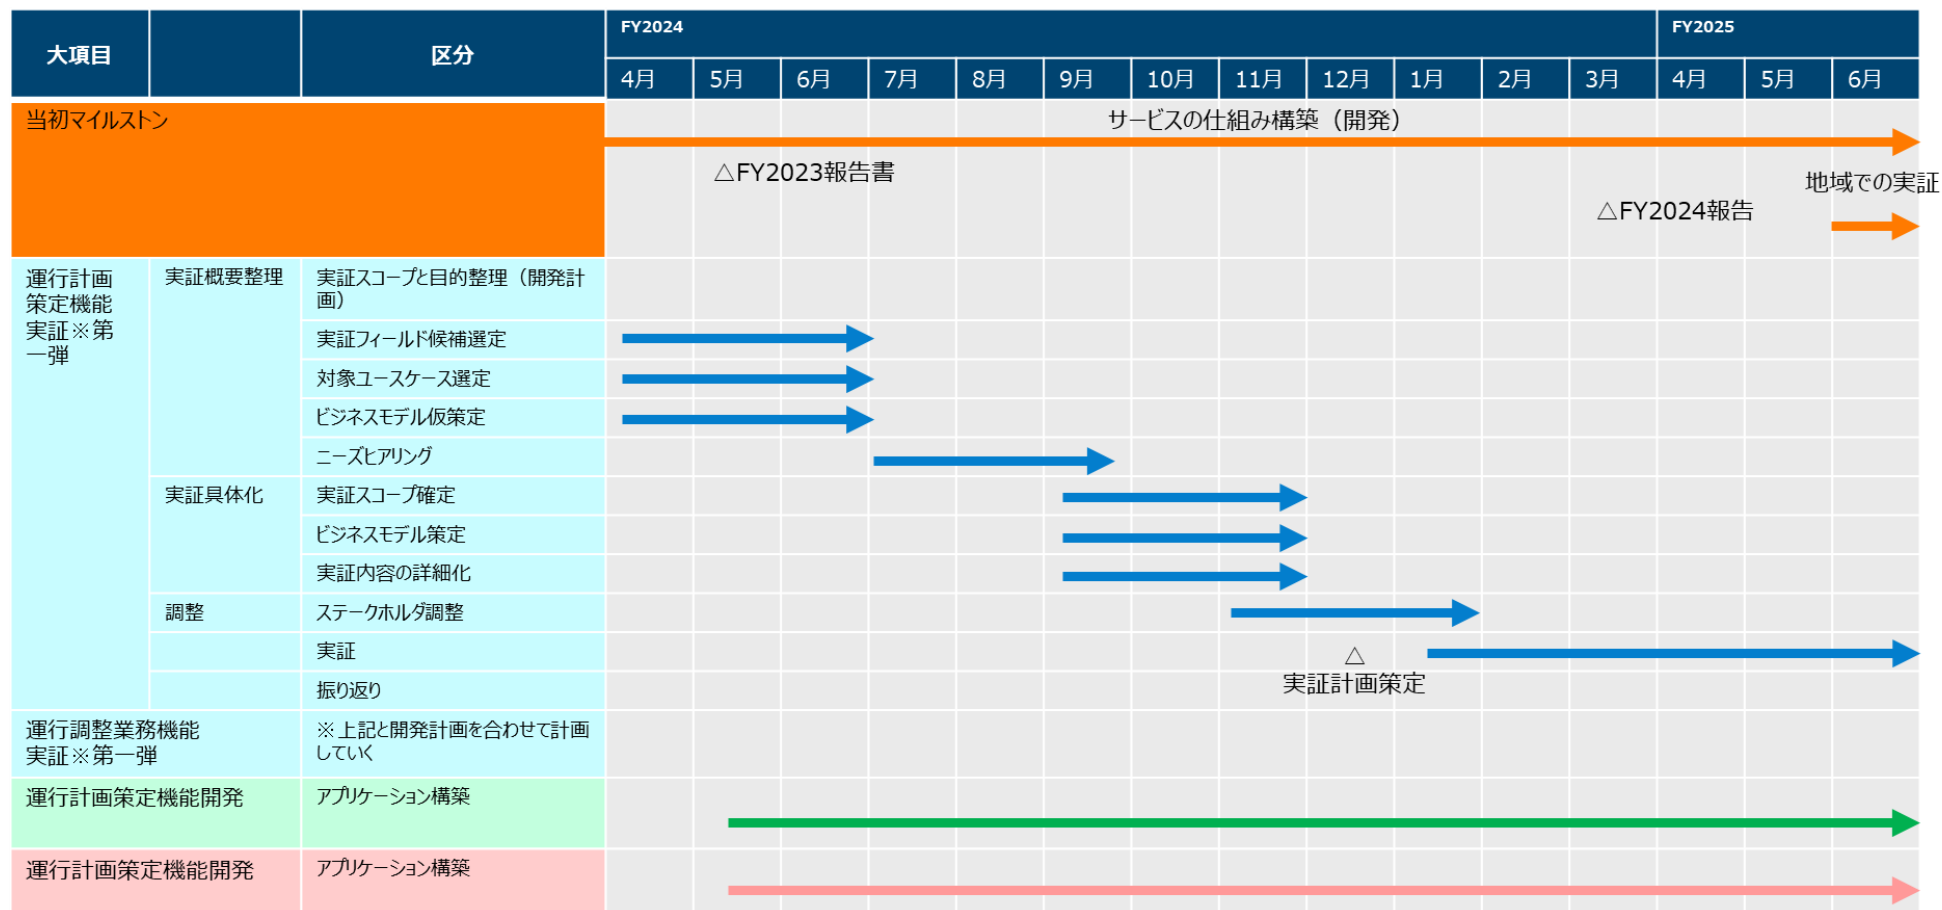 大項目
区分
FY2024
FY2025
4月
5月
6月
7月
8月
9月
10月
11月
12月
1月
2月
3月
4月
5月
6月
当初マイルストン
サービスの仕組み構築（開発）
△FY2023報告書
地域での実証
△FY2024報告
運行計画
策定機能
実証※第
一弾
実証概要整理
実証スコープと目的整理（開発計
画）
実証フィールド候補選定
対象ユースケース選定
ビジネスモデル仮策定
ニーズヒアリング
実証具体化
実証スコープ確定
ビジネスモデル策定
実証内容の詳細化
調整
ステークホルダ調整
実証
△
実証計画策定
振り返り
運行調整業務機能
実証※第一弾
※上記と開発計画を合わせて計画
していく
運行計画策定機能開発
アプリケーション構築
運行計画策定機能開発
アプリケーション構築